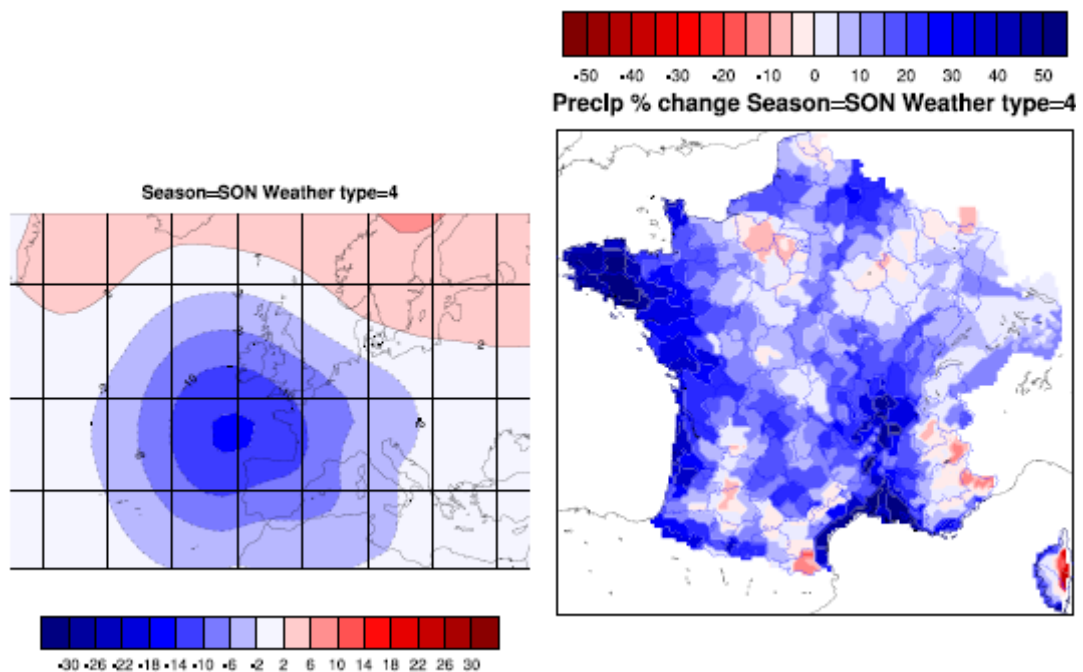 -50 -40 -30 -20 -10 0 10 20 30 40 50
Precip % change Season=SON Weather type=4
Season=SON Weather type=4
-30 -26 -22 -18 -14 -10 -6 -2 2 6 10 14 18 22 26 30